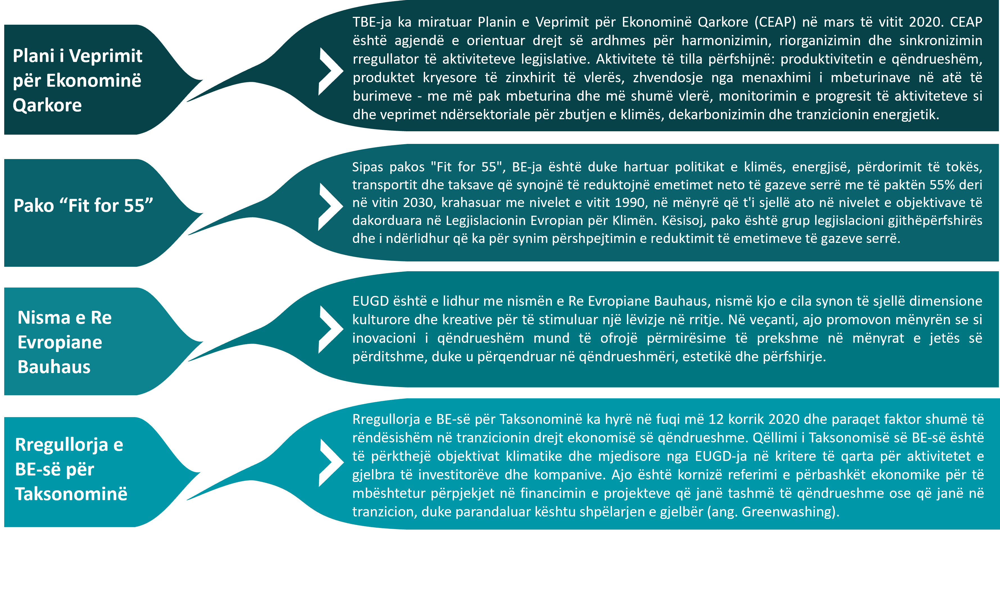 Plani i Veprimit
për Ekonominë
Qarkore
TBE-ja ka miratuar Planin e Veprimit për Ekonominë Qarkore (CEAP) në mars të vitit 2020. CEAP
është agjendë e orientuar drejt së ardhmes për harmonizimin, riorganizimin dhe sinkronizimin
rregullator të aktiviteteve legjislative. Aktivitete të tilla përfshijnë: produktivitetin e qëndrueshëm,
produktet kryesore të zinxhirit të vlerës, zhvendosje nga menaxhimi i mbeturinave në atë të
burimeve - me më pak mbeturina dhe më shumë vlerë, monitorimin e progresit të aktiviteteve si
dhe veprimet ndërsektoriale për zbutjen e klimës, dekarbonizimin dhe tranzicionin energjetik.
Pako “Fit for 55”
Sipas pakos "Fit for 55", BE-ja është duke hartuar politikat e klimës, energjisë, përdorimit të tokës,
transportit dhe taksave që synojnë të reduktojnë emetimet neto të gazeve serrë me të paktën 55% deri
në vitin 2030, krahasuar me nivelet e vitit 1990, në mënyrë që t'i sjellë ato në nivelet e objektivave të
dakorduara në Legjislacionin Evropian për Klimën. Kësisoj, pako është grup legjislacioni gjithëpërfshirës
dhe i ndërlidhur që ka për synim përshpejtimin e reduktimit të emetimeve të gazeve serrë.
Nisma e Re
Evropiane
Bauhaus
EUGD është e lidhur me nismën e Re Evropiane Bauhaus, nismë kjo e cila synon të sjellë dimensione
kulturore dhe kreative për të stimuluar një lëvizje në rritje. Në veçanti, ajo promovon mënyrën se si
inovacioni i qëndrueshëm mund të ofrojë përmirësime të prekshme në mënyrat e jetës së
përditshme, duke u përqendruar në qëndrueshmëri, estetikë dhe përfshirje.
Rregullorja e
BE-së për
Taksonominë
Rregullorja e BE-së për Taksonominë ka hyrë në fuqi më 12 korrik 2020 dhe paraqet faktor shumë të
rëndësishëm në tranzicionin drejt ekonomisë së qëndrueshme. Qëllimi i Taksonomisë së BE-së është
të përkthejë objektivat klimatike dhe mjedisore nga EUGD-ja në kritere të qarta për aktivitetet e
gjelbra të investitorëve dhe kompanive. Ajo është kornizë referimi e përbashkët ekonomike për të
mbështetur përpjekjet në financimin e projekteve që janë tashmë të qëndrueshme ose që janë në
tranzicion, duke parandaluar kështu shpëlarjen e gjelbër (ang. Greenwashing).